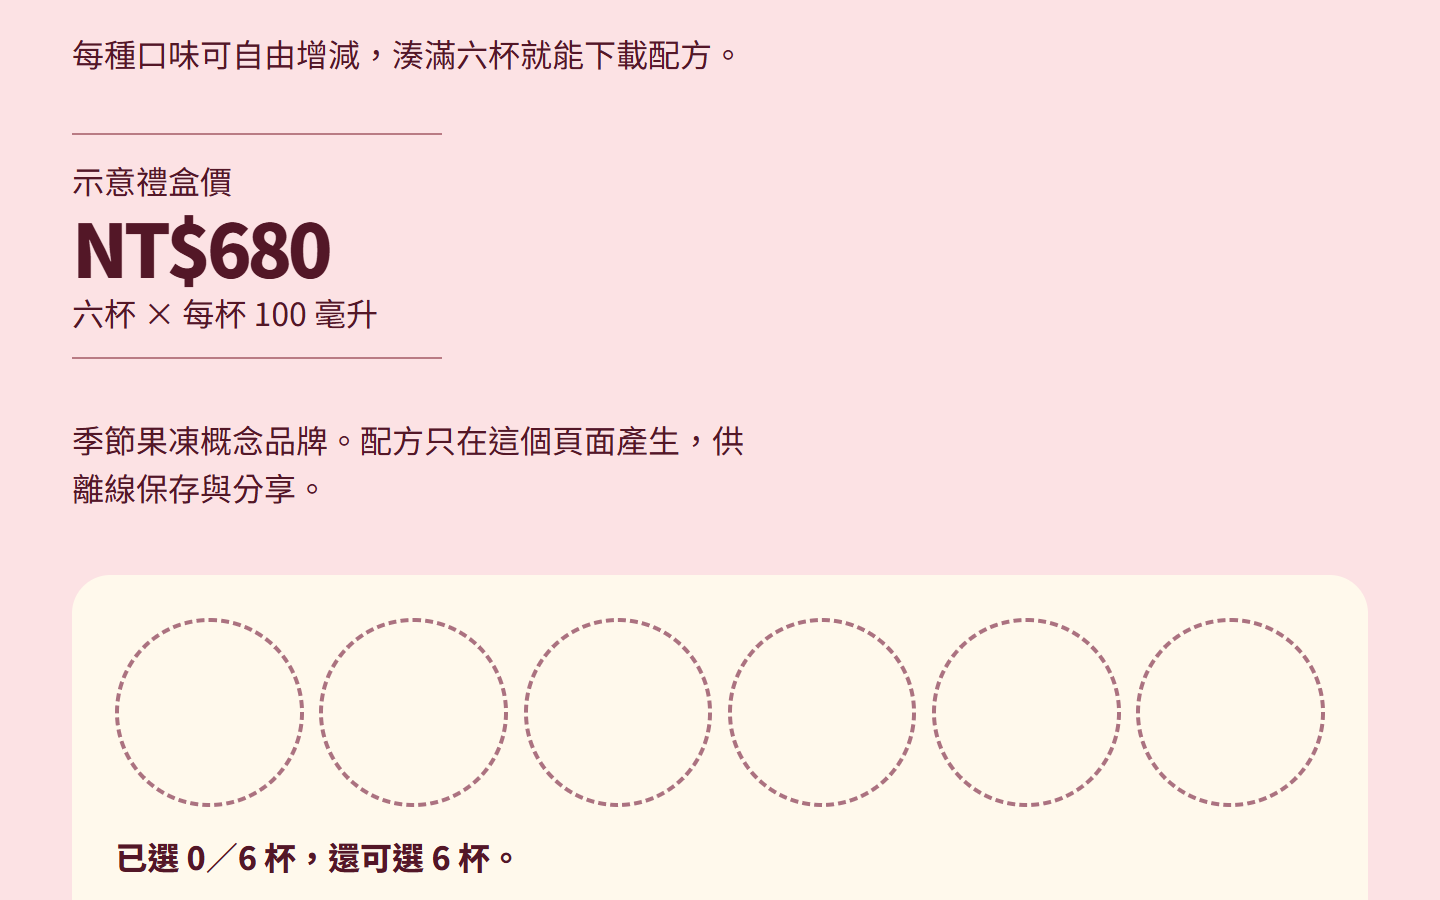 每種口味可自由增減，湊滿六杯就能下載配方。
示意禮盒價
NT$680
六杯 × 每杯 100 毫升
季節果凍概念品牌。配方只在這個頁面產生，供
離線保存與分享。
已選 0／6 杯，還可選 6 杯。